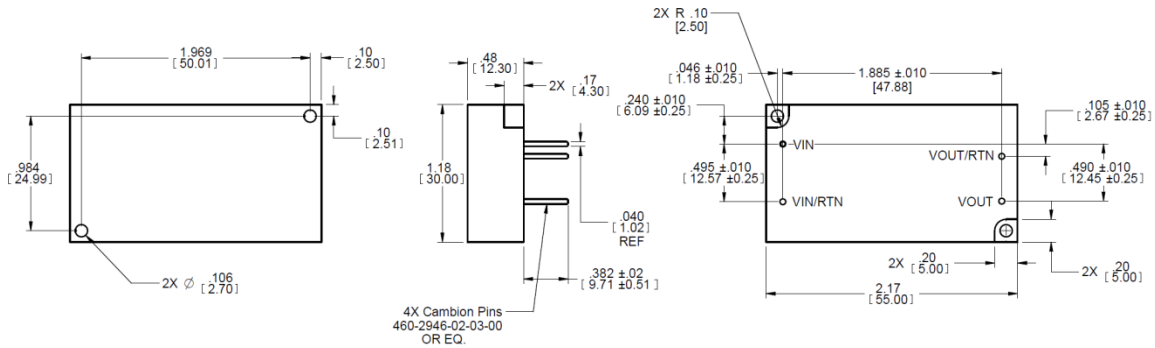 1.969
[ 50.01 ]
.10
[ 2.50 ]
.10
[ 2.51 ]
.984
[ 24.99 ]
2X Ø .106
[ 2.70 ]
.48
[ 12.30 ]
2X .17
[ 4.30 ]
1.18
[ 30.00 ]
.040
[ 1.02 ]
REF
.382 ±.02
[ 9.71 ±0.51 ]
4X Cambion Pins
460-2946-02-03-00
OR EQ.
2X R .10
[2.50]
.046 ±.010
[ 1.18 ±0.25 ]
1.885 ±.010
[47.88]
.240 ±.010
[ 6.09 ±0.25 ]
.105 ±.010
[ 2.67 ±0.25 ]
VIN
VOUT/RTN
.495 ±.010
[ 12.57 ±0.25 ]
.490 ±.010
[ 12.45 ±0.25 ]
VIN/RTN
VOUT
2X .20
[ 5.00 ]
2X .20
[ 5.00 ]
2.17
[ 55.00 ]